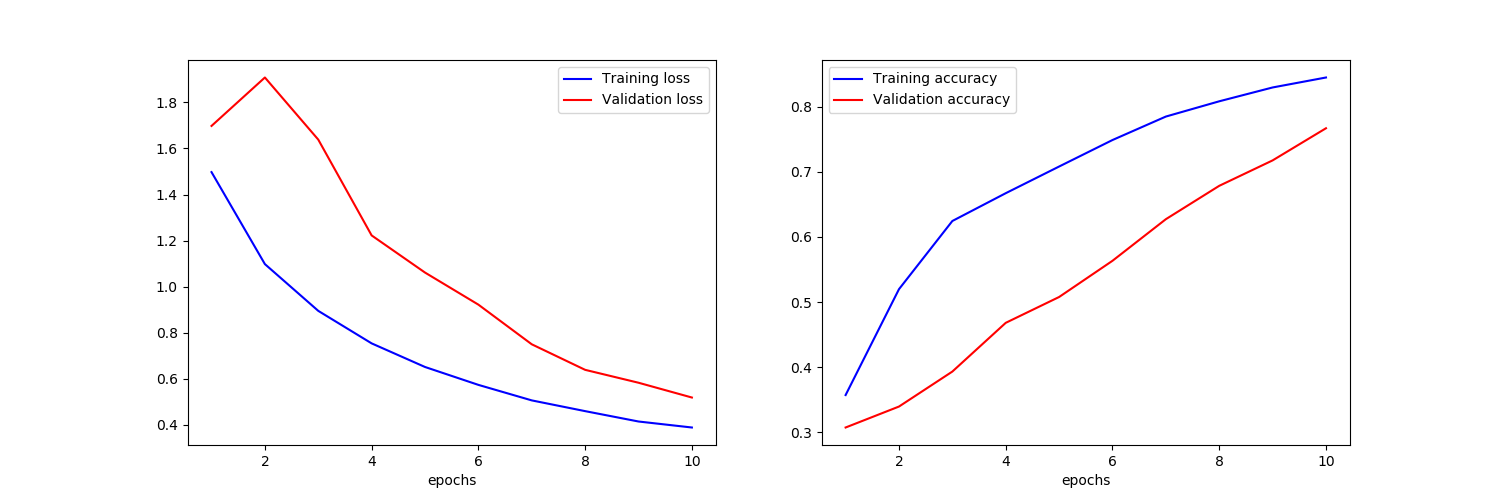 Training loss
Validation loss
1.8
1.6
1.4
1.2
1.0
0.8
0.6
0.4
2 4 6 8 10
epochs
Training accuracy
Validation accuracy
0.8
0.7
0.6
0.5
0.4
0.3
2 4 6 8 10
epochs